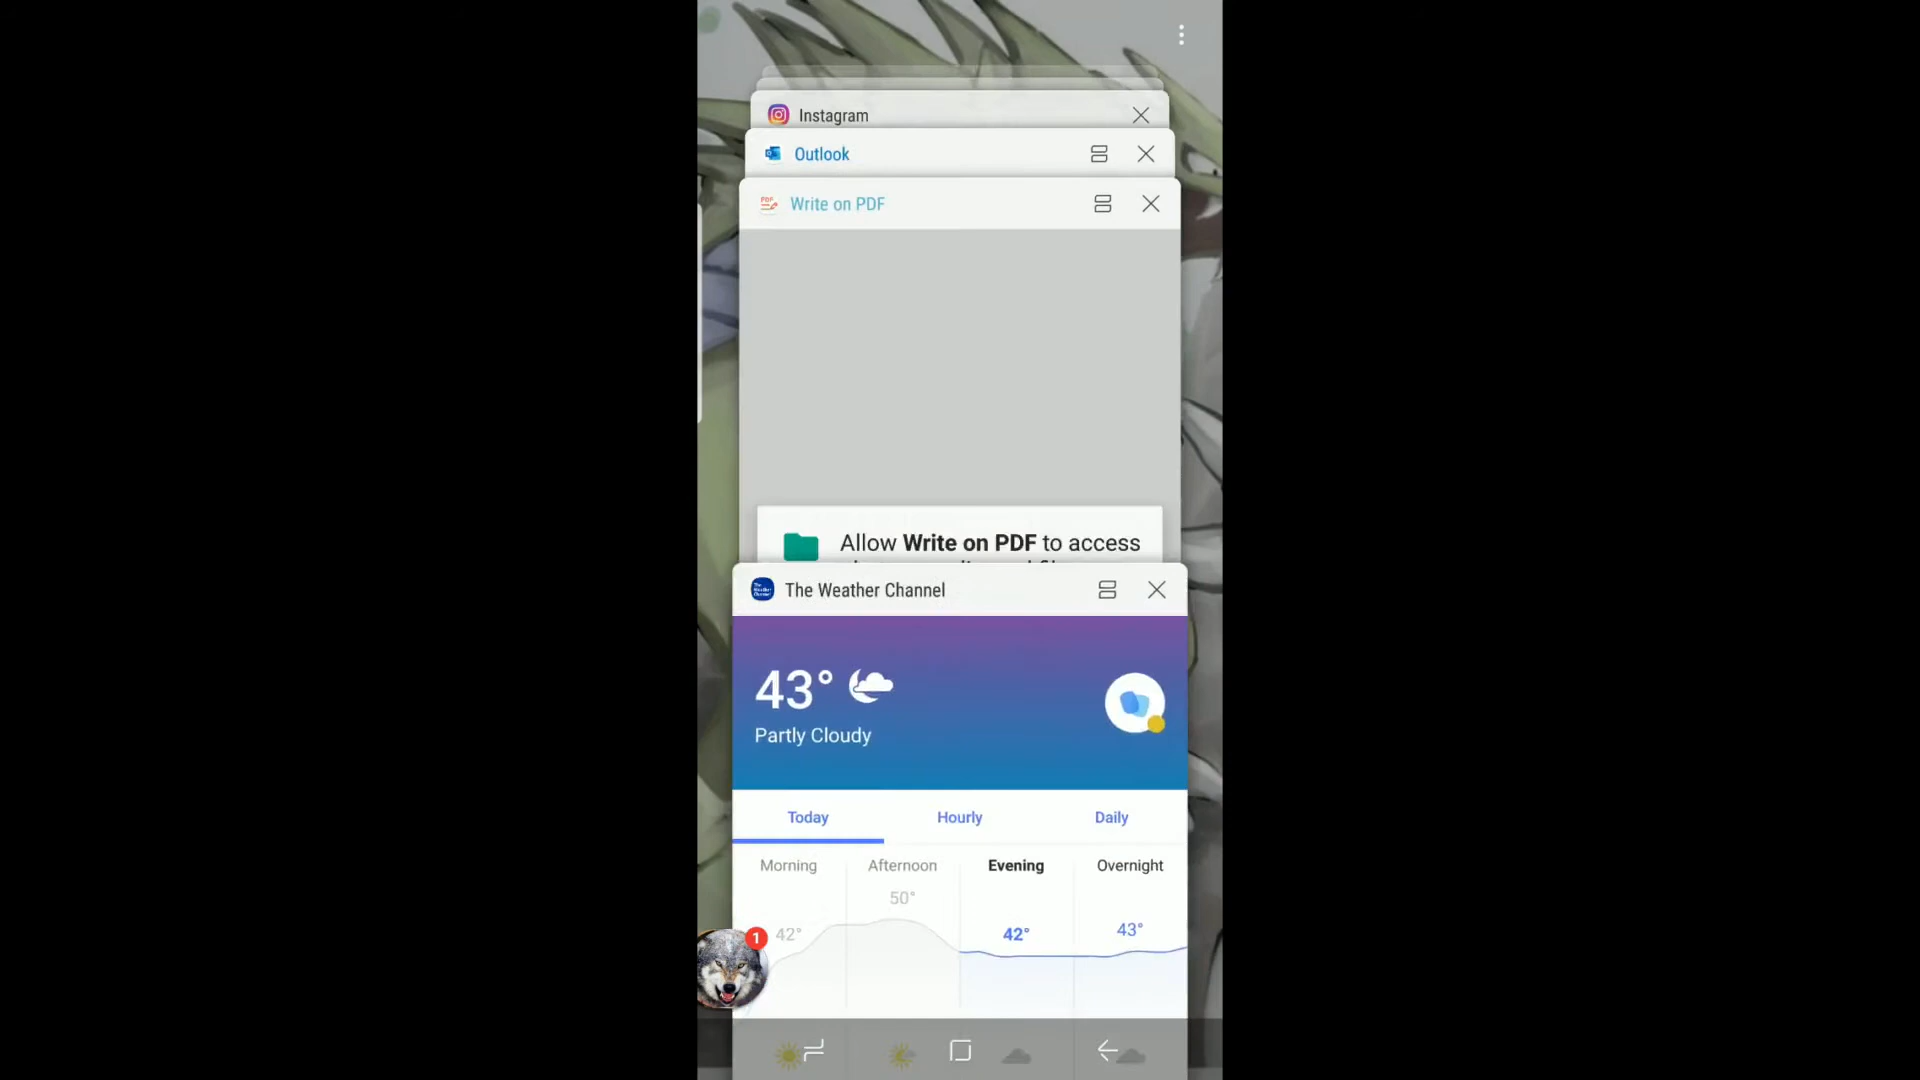 Instagram
Outlook
PDF Write on PDF
Allow Write on PDF to access
The Weather Channel
43°
Partly Cloudy
Today Hourly Daily
Morning Afternoon Evening Overnight
50°
42° 42° 43°
1